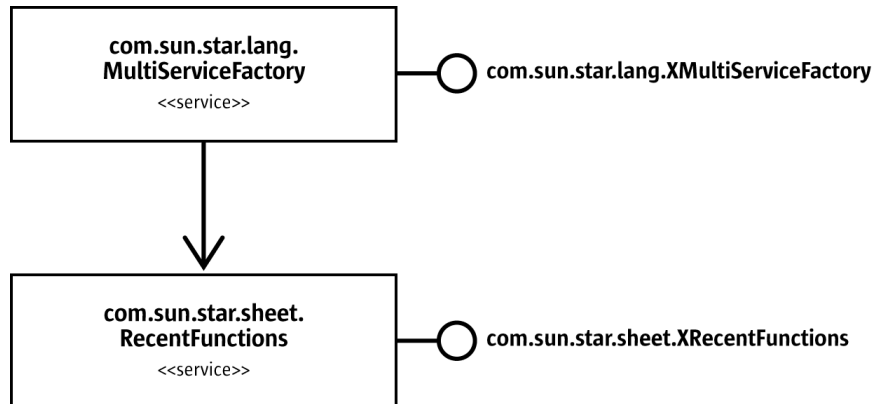 com.sun.star.lang.
MultiServiceFactory
<<service>>
com.sun.star.lang.XMultiServiceFactory
com.sun.star.sheet.
RecentFunctions
<<service>>
com.sun.star.sheet.XRecentFunctions